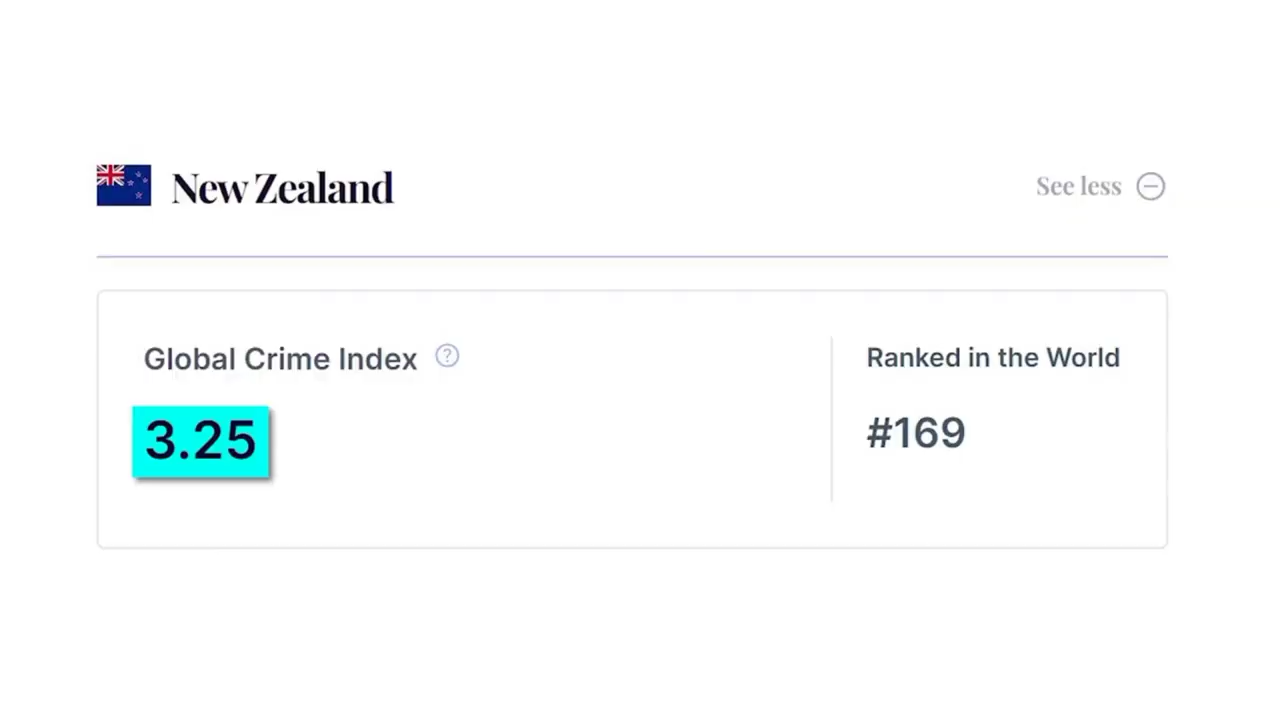 New Zealand
See less
Global Crime Index
3.25
Ranked in the World
#169